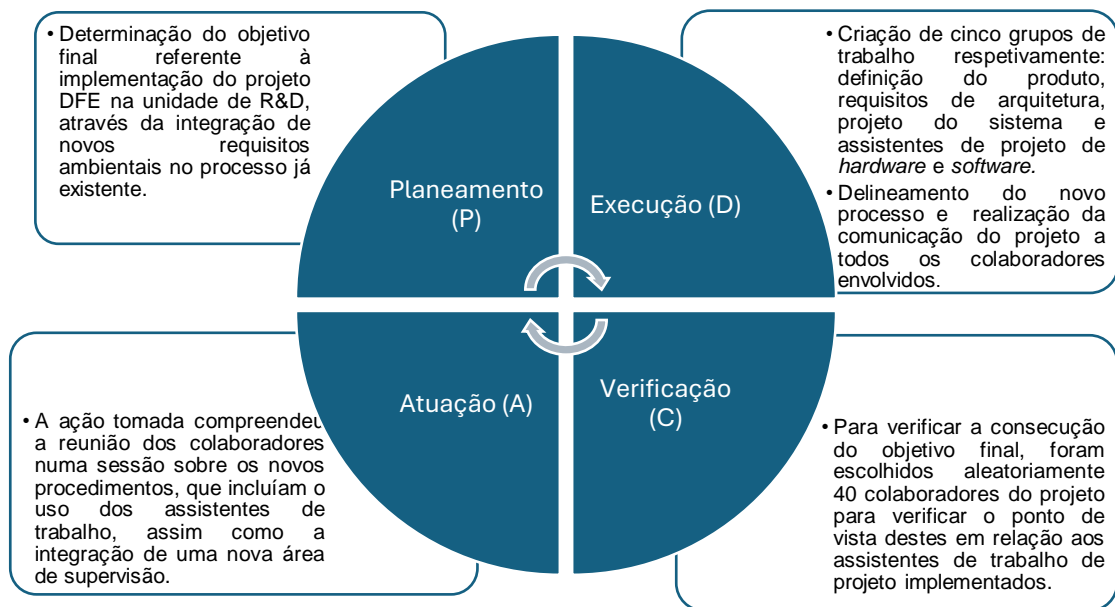 • Determinação do objetivo
final referente à
implementação do projeto
DFE na unidade de R&D,
através da integração de
novos requisitos
ambientais no processo já
existente.
Planeamento
(P)
Execução (D)
• Criação de cinco grupos de
trabalho respetivamente:
definição do produto,
requisitos de arquitetura,
projeto do sistema e
assistentes de projeto de
hardware e software.
• Delineamento do novo
processo e realização da
comunicação do projeto a
todos os colaboradores
envolvidos.
• A ação tomada compreendeu
a reunião dos colaboradores
numa sessão sobre os novos
procedimentos, que incluíam o
uso dos assistentes de
trabalho, assim como a
integração de uma nova área
de supervisão.
Atuação (A)
Verificação
(C)
• Para verificar a consecução
do objetivo final, foram
escolhidos aleatoriamente
40 colaboradores do projeto
para verificar o ponto de
vista destes em relação aos
assistentes de trabalho de
projeto implementados.